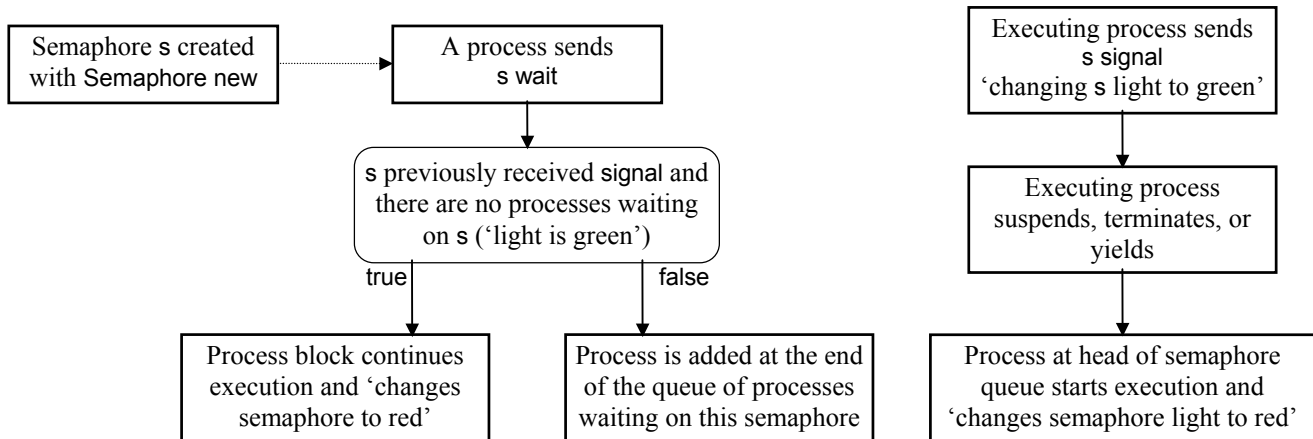 Semaphore s created
with Semaphore new
A process sends
s wait
s previously received signal and
there are no processes waiting
on s (‘light is green’)
true
false
Process block continues
execution and ‘changes
semaphore to red’
Process is added at the end
of the queue of processes
waiting on this semaphore
Executing process sends
s signal
‘changing s light to green’
Executing process
suspends, terminates, or
yields
Process at head of semaphore
queue starts execution and
‘changes semaphore light to red’